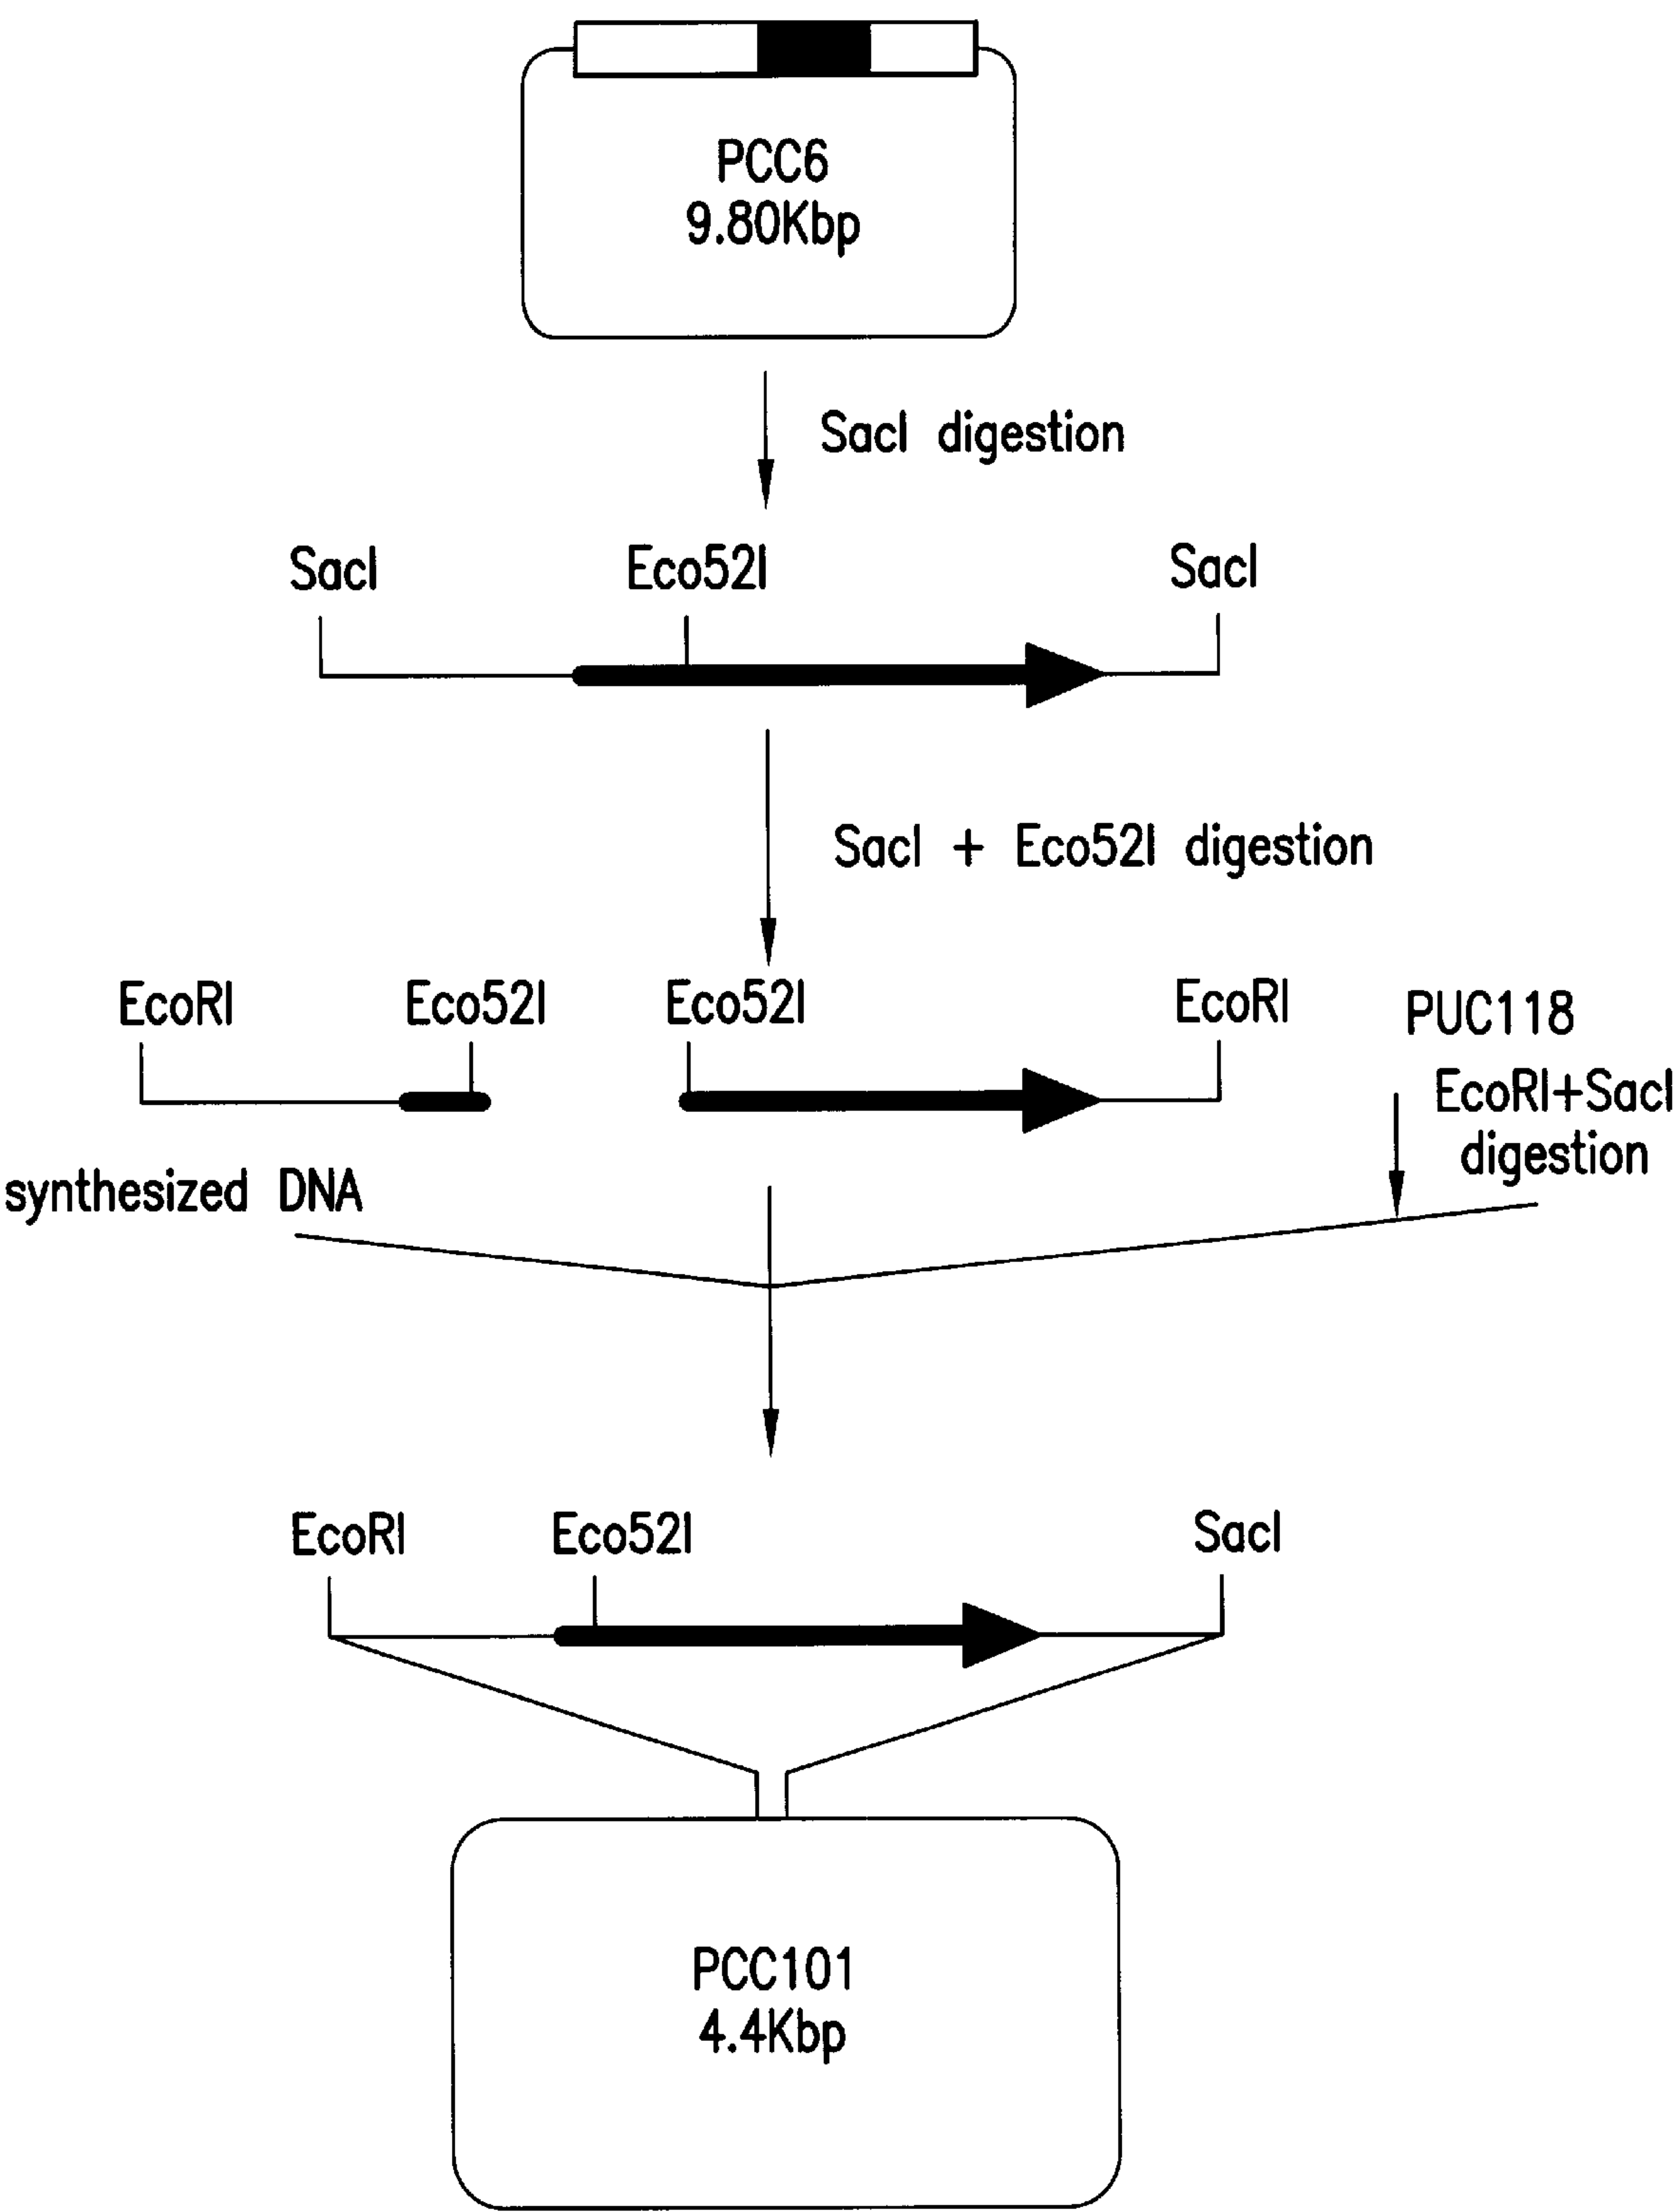 PCC6
9.80Kbp
SacI digestion
SacI Eco52I SacI
SacI + Eco52I digestion
EcoRI Eco52I Eco52I EcoRI PUC118
EcoRI+SacI
digestion
synthesized DNA
EcoRI Eco52I SacI
PCC101
4.4Kbp